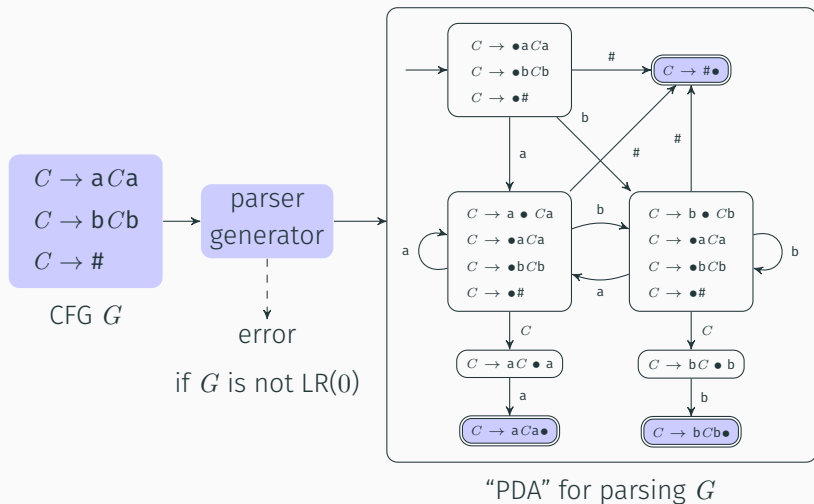 C → aCa
C → bCb
C → #
CFG G
parser
generator
error
if G is not LR(0)
C → •aCa
C → •bCb
C → •#
#
C → #•
b
a
#
#
C → a • Ca
C → •aCa
C → •bCb
C → •#
a
b
a
C → b • Cb
C → •aCa
C → •bCb
C → •#
b
C
C
C → aC • a
C → bC • b
a
b
C → aCa•
C → bCb•
“PDA” for parsing G